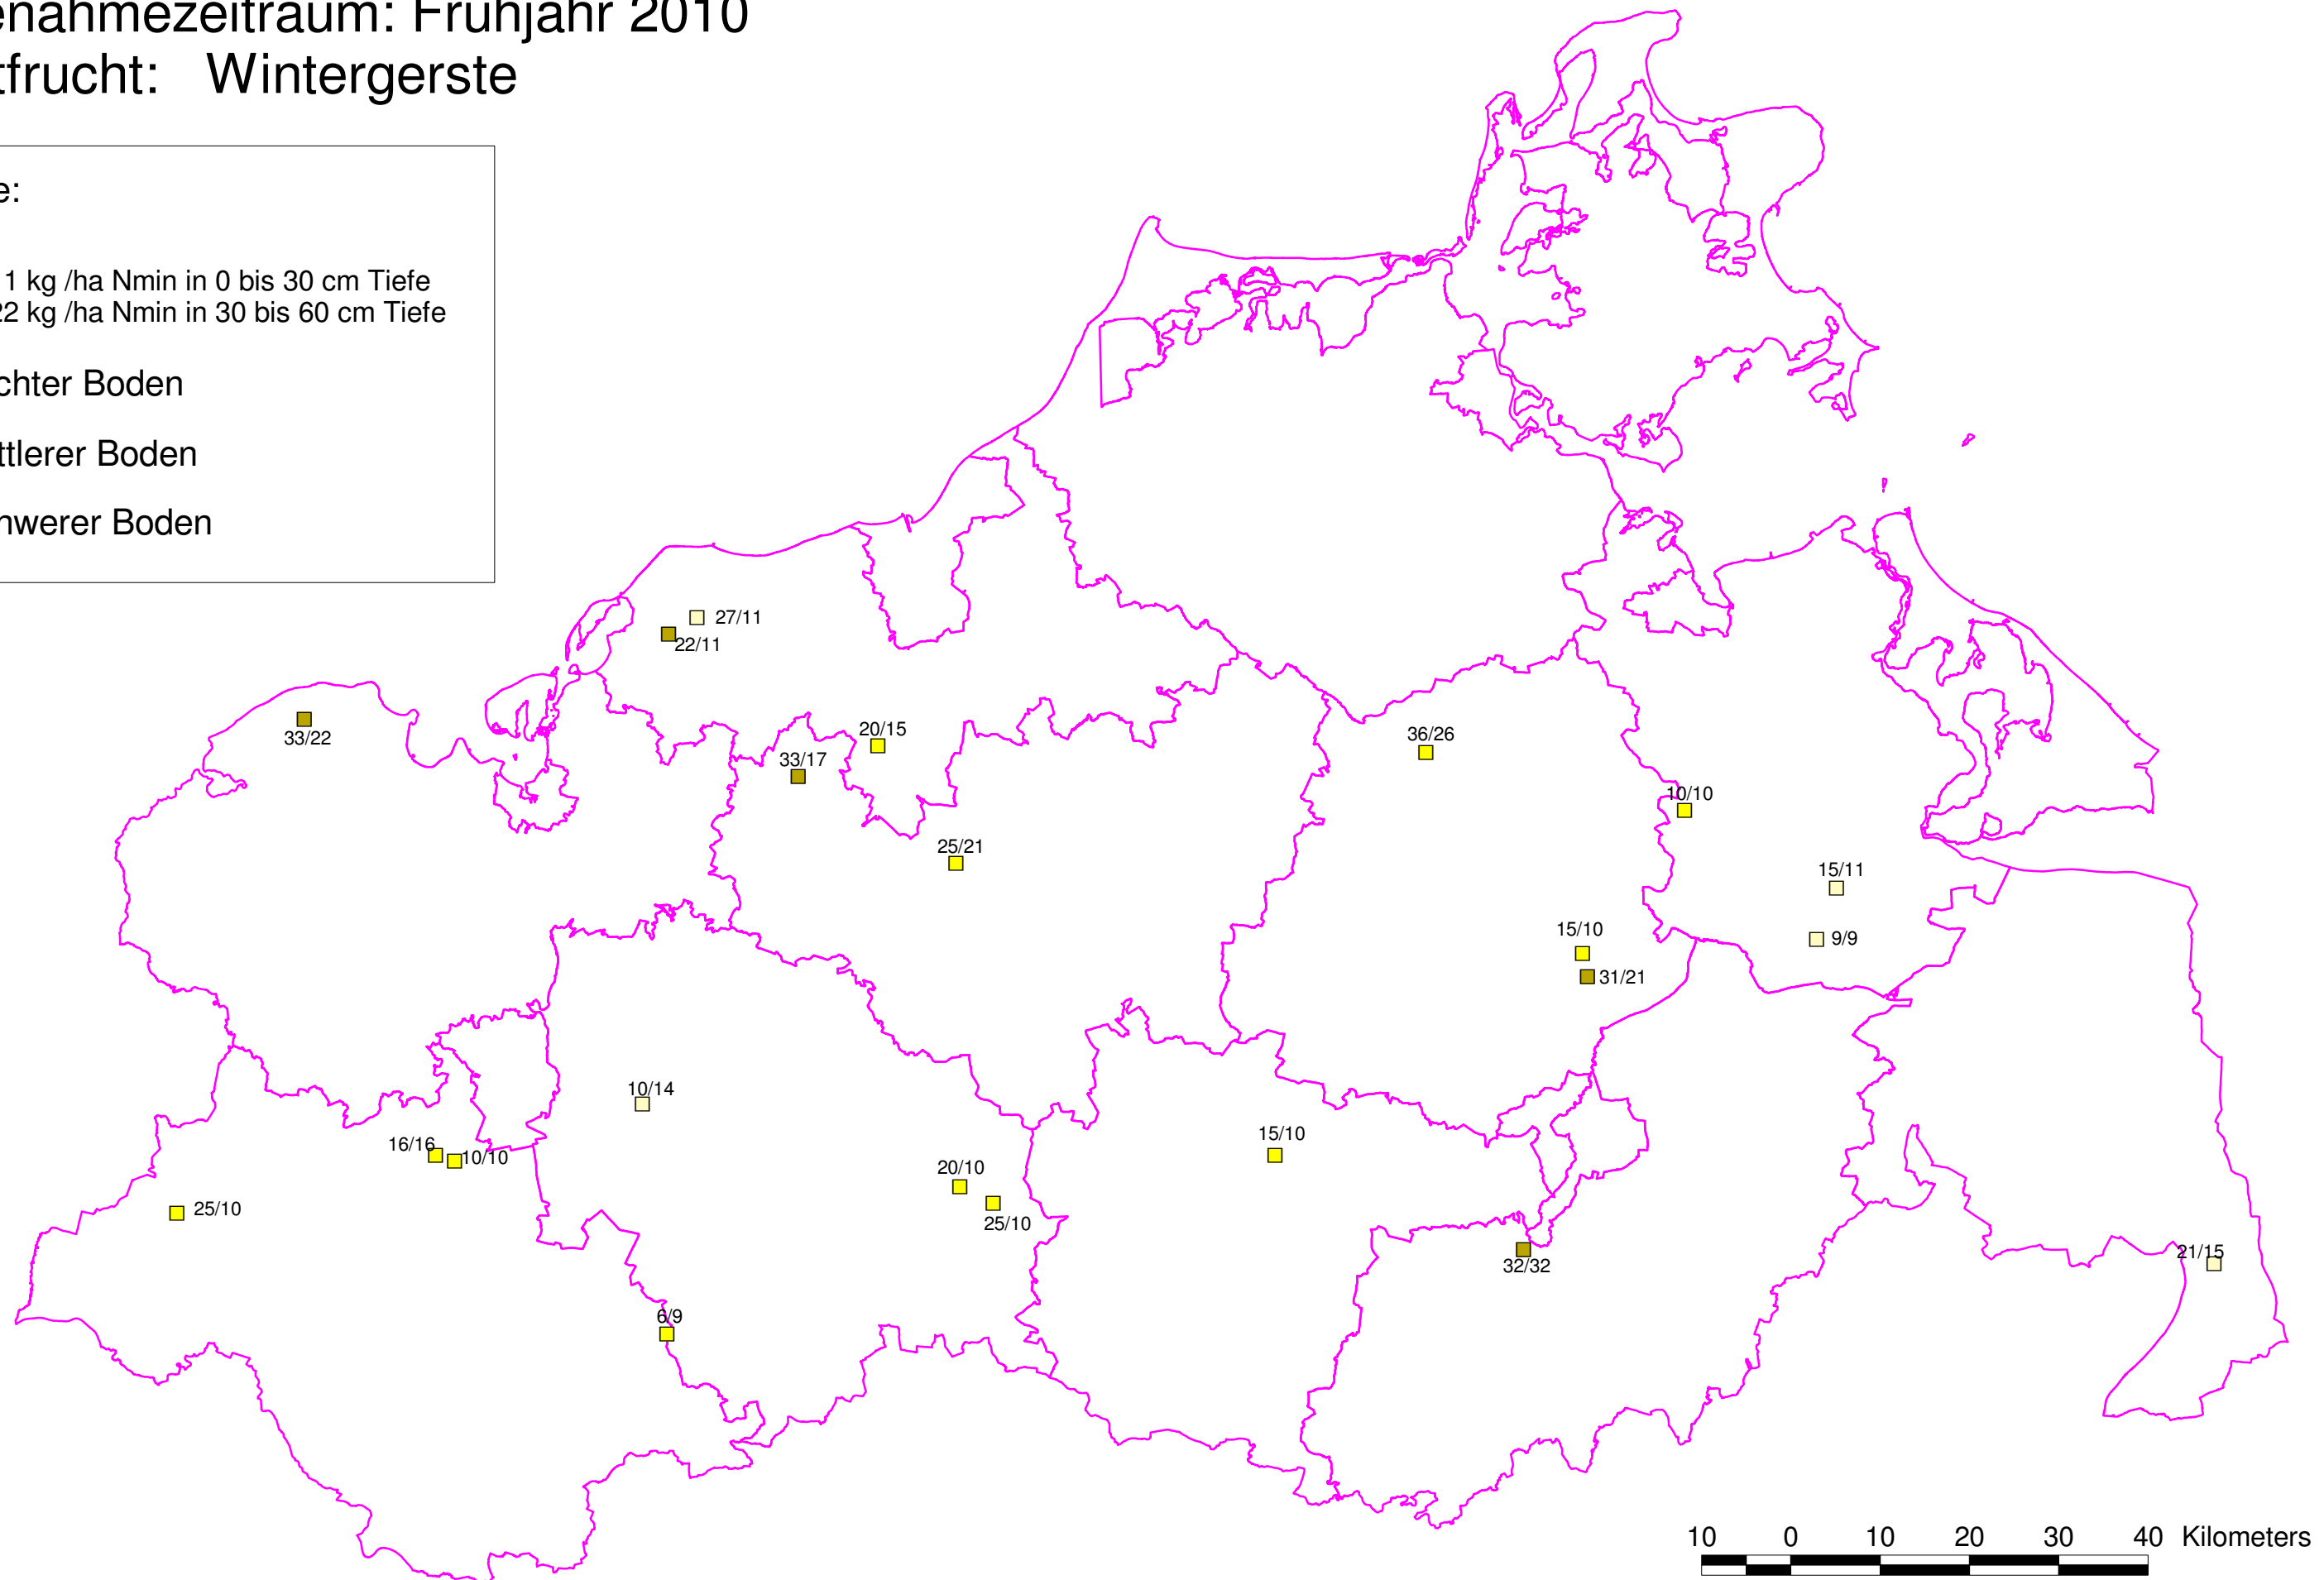 enahmezeitraum: Frühjahr 2010
tfrucht: Wintergerste
e:
1 kg /ha Nmin in 0 bis 30 cm Tiefe
22 kg /ha Nmin in 30 bis 60 cm Tiefe
chter Boden
ttlerer Boden
hwerer Boden
27/11
22/11
33/22
20/15
33/17
36/26
10/10
25/21
15/11
15/10
9/9
31/21
10/14
15/10
16/16
10/10
20/10
25/10
25/10
21/15
32/32
6/9
10 0 10 20 30 40 Kilometers